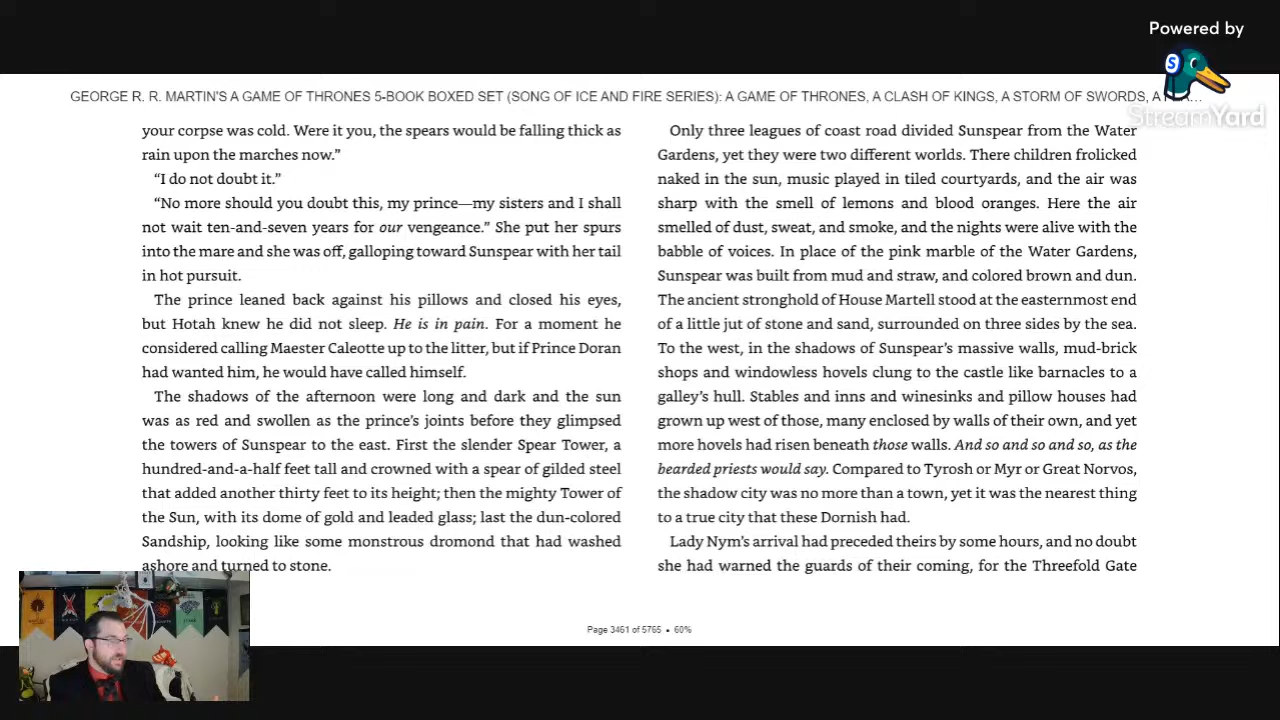 Powered by
S
StreamYard
GEORGE R. R. MARTIN'S A GAME OF THRONES 5-BOOK BOXED SET (SONG OF ICE AND FIRE SERIES): A GAME OF THRONES, A CLASH OF KINGS, A STORM OF SWORDS, A
your corpse was cold. Were it you, the spears would be falling thick as
rain upon the marches now.”
“I do not doubt it.”
“No more should you doubt this, my prince—my sisters and I shall
not wait ten-and-seven years for our vengeance.” She put her spurs
into the mare and she was off, galloping toward Sunspear with her tail
in hot pursuit.
The prince leaned back against his pillows and closed his eyes,
but Hotah knew he did not sleep. He is in pain. For a moment he
considered calling Maester Caleotte up to the litter, but if Prince Doran
had wanted him, he would have called himself.
The shadows of the afternoon were long and dark and the sun
was as red and swollen as the prince’s joints before they glimpsed
the towers of Sunspear to the east. First the slender Spear Tower, a
hundred-and-a-half feet tall and crowned with a spear of gilded steel
that added another thirty feet to its height; then the mighty Tower of
the Sun, with its dome of gold and leaded glass; last the dun-colored
Sandship, looking like some monstrous dromond that had washed
ashore and turned to stone.
Only three leagues of coast road divided Sunspear from the Water
Gardens, yet they were two different worlds. There children frolicked
naked in the sun, music played in tiled courtyards, and the air was
sharp with the smell of lemons and blood oranges. Here the air
smelled of dust, sweat, and smoke, and the nights were alive with the
babble of voices. In place of the pink marble of the Water Gardens,
Sunspear was built from mud and straw, and colored brown and dun.
The ancient stronghold of House Martell stood at the easternmost end
of a little jut of stone and sand, surrounded on three sides by the sea.
To the west, in the shadows of Sunspear’s massive walls, mud-brick
shops and windowless hovels clung to the castle like barnacles to a
galley’s hull. Stables and inns and winesinks and pillow houses had
grown up west of those, many enclosed by walls of their own, and yet
more hovels had risen beneath those walls. And so and so and so, as the
bearded priests would say. Compared to Tyrosh or Myr or Great Norvos,
the shadow city was no more than a town, yet it was the nearest thing
to a true city that these Dornish had.
Lady Nym’s arrival had preceded theirs by some hours, and no doubt
she had warned the guards of their coming, for the Threefold Gate
Page 3461 of 5765 • 60%